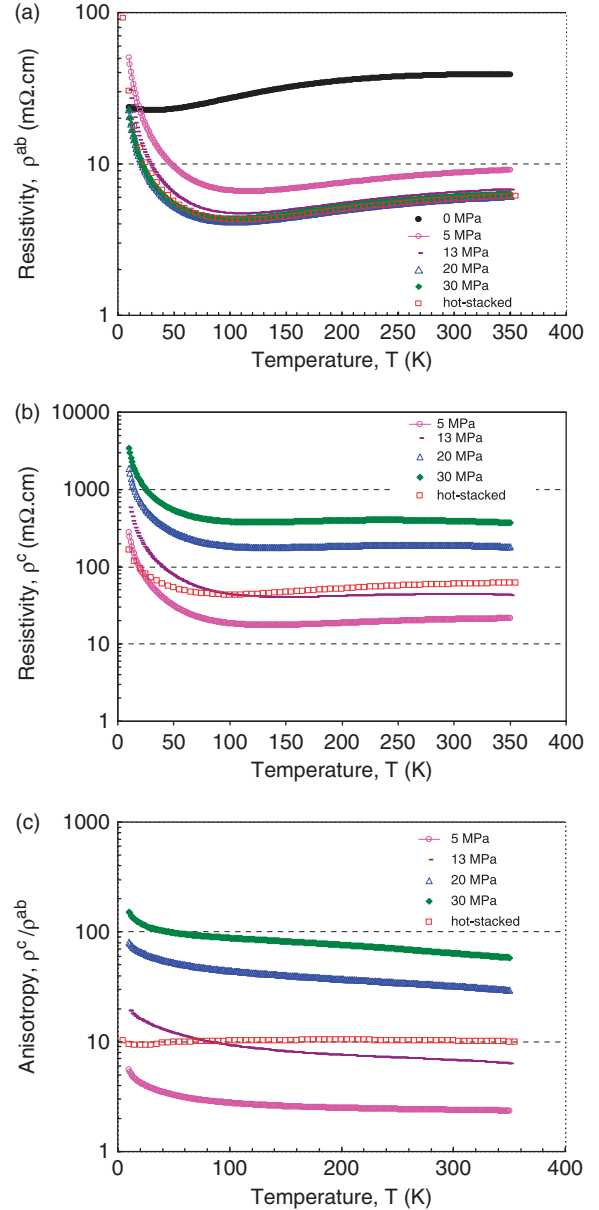 (a)
100
10
1
Resistivity, ρ^ab (mΩ.cm)
0 MPa
5 MPa
13 MPa
20 MPa
30 MPa
hot-stacked
0 50 100 150 200 250 300 350 400
Temperature, T (K)
(b)
10000
1000
100
10
1
Resistivity, ρ^c (mΩ.cm)
5 MPa
13 MPa
20 MPa
30 MPa
hot-stacked
0 50 100 150 200 250 300 350 400
Temperature, T (K)
(c)
1000
100
10
1
Anisotropy, ρ^c/ρ^ab
5 MPa
13 MPa
20 MPa
30 MPa
hot-stacked
0 100 200 300 400
Temperature, T (K)